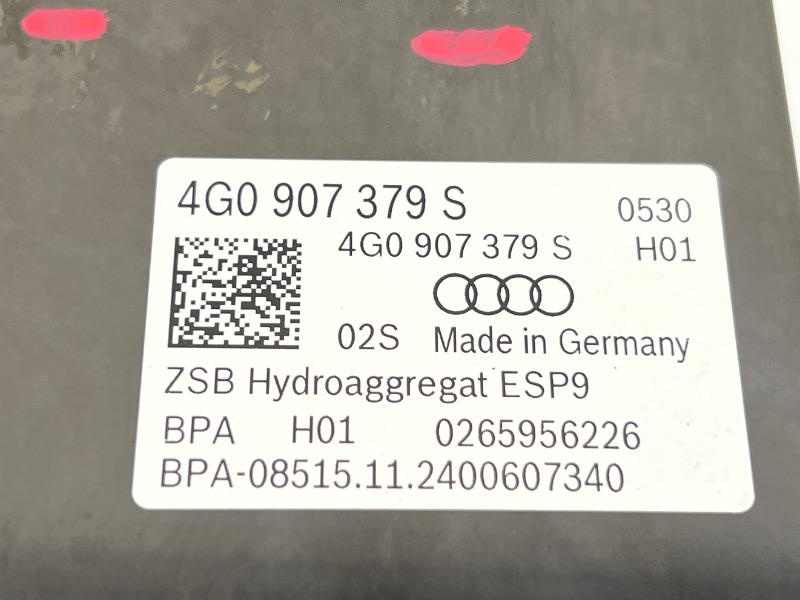 4G0 907 379 S 0530
4G0 907 379 S H01
02S Made in Germany
ZSB Hydroaggregat ESP9
BPA H01 0265956226
BPA-08515.11.2400607340